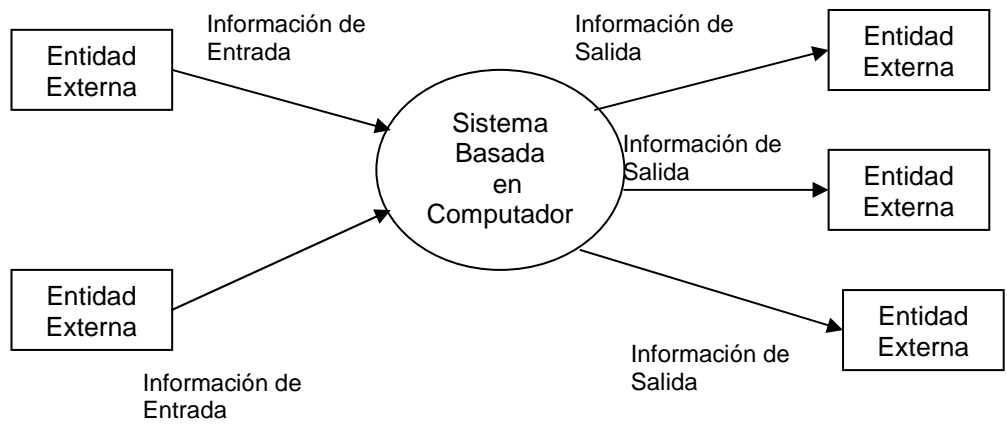 Información de
Entrada
Entidad
Externa
Información de
Salida
Entidad
Externa
Sistema
Basada
en
Computador
Información de
Salida
Entidad
Externa
Entidad
Externa
Información de
Entrada
Información de
Salida
Entidad
Externa